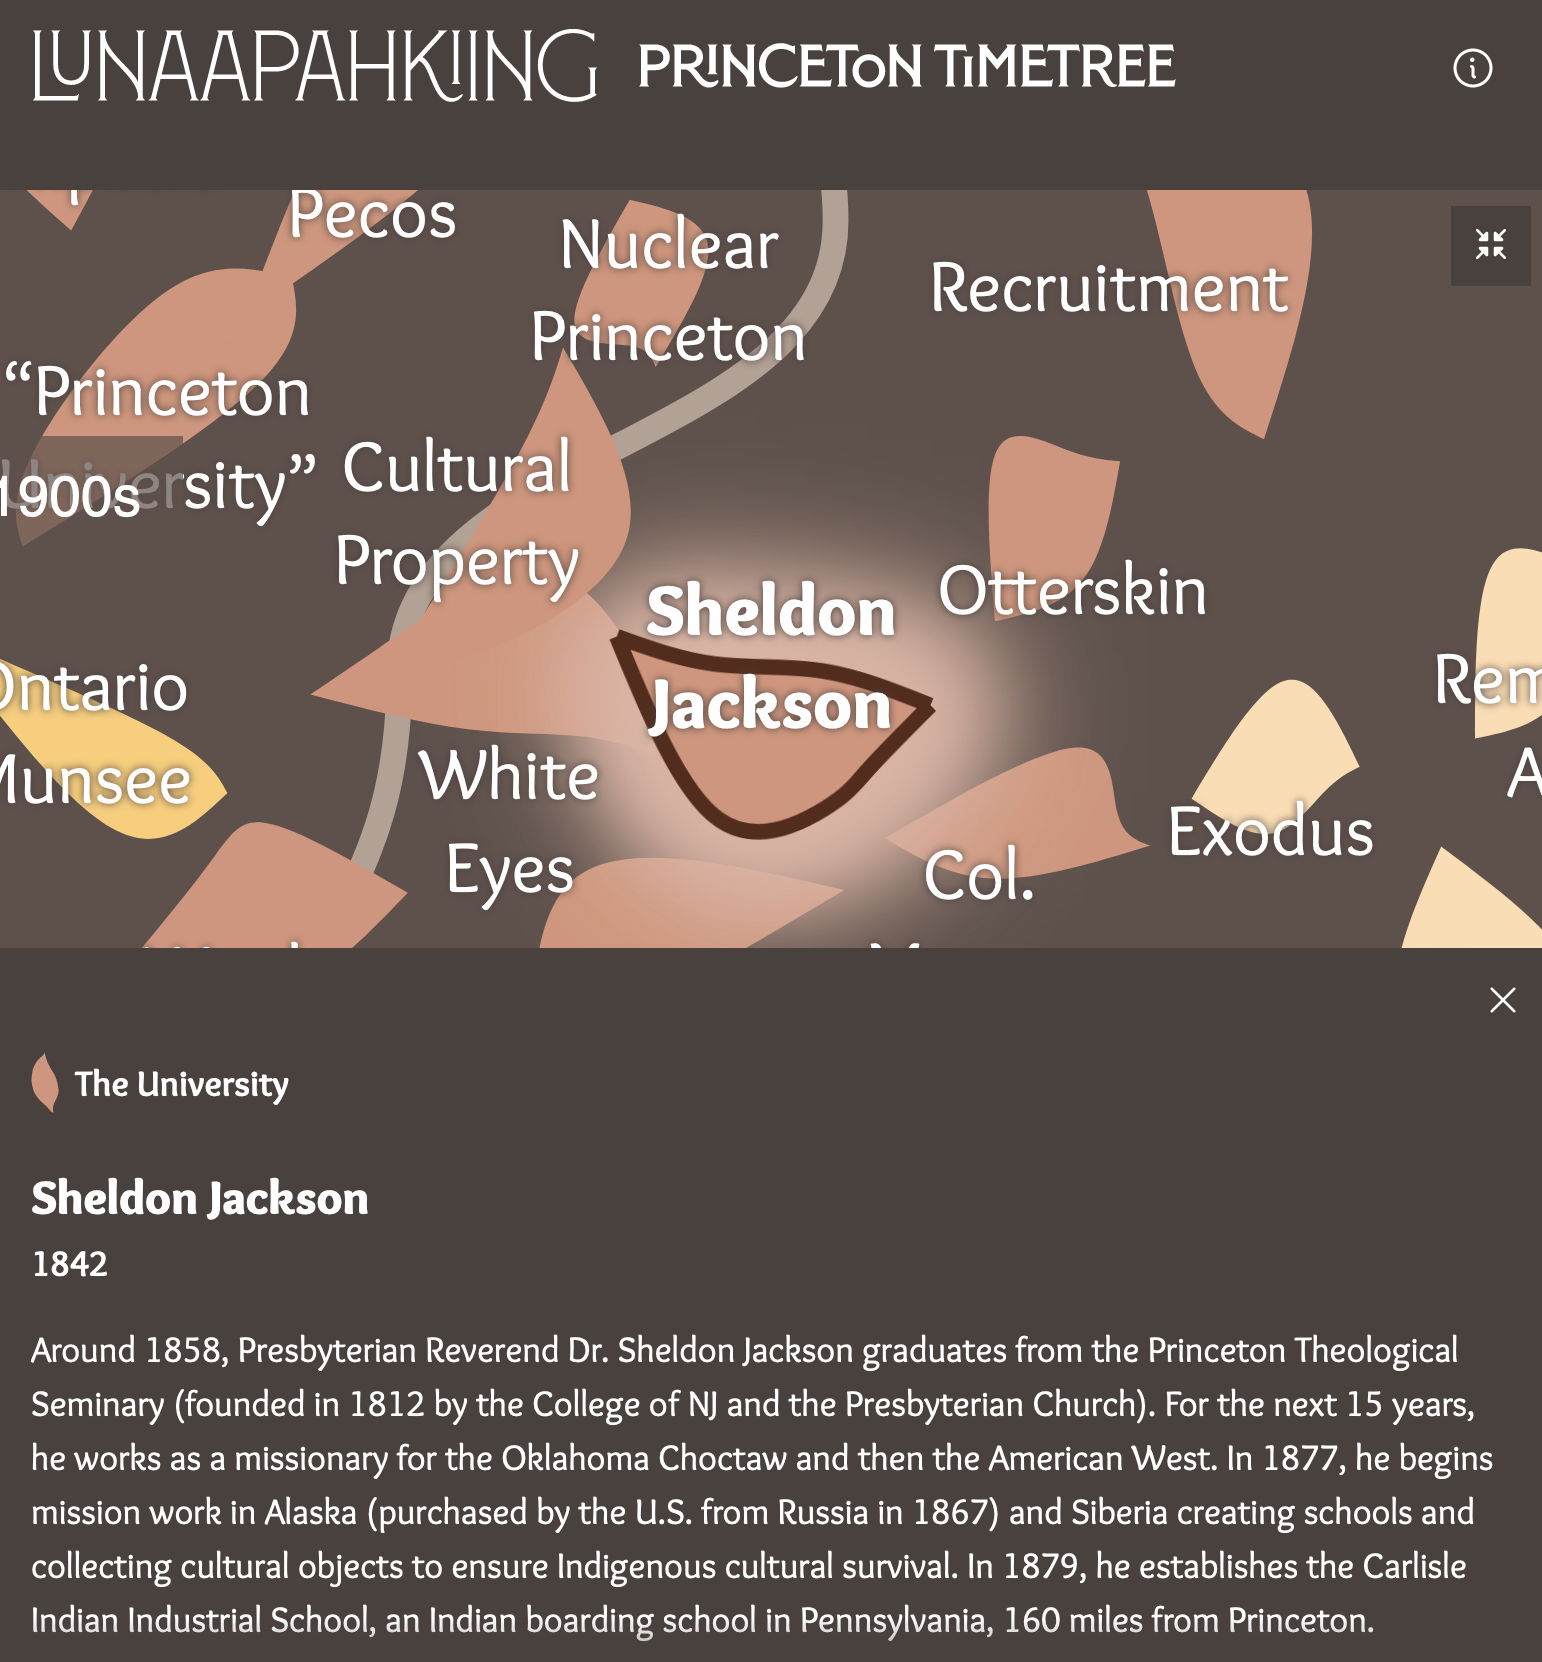 LUNAAPAHKIING PRINCETON TIMETREE
Pecos
Nuclear
Princeton
Recruitment
“Princeton
University”
1900s
Cultural
Property
Sheldon
Jackson
Otterskin
Ontario
Munsee
White
Eyes
Col.
Exodus
The University
Sheldon Jackson
1842
Around 1858, Presbyterian Reverend Dr. Sheldon Jackson graduates from the Princeton Theological
Seminary (founded in 1812 by the College of NJ and the Presbyterian Church). For the next 15 years,
he works as a missionary for the Oklahoma Choctaw and then the American West. In 1877, he begins
mission work in Alaska (purchased by the U.S. from Russia in 1867) and Siberia creating schools and
collecting cultural objects to ensure Indigenous cultural survival. In 1879, he establishes the Carlisle
Indian Industrial School, an Indian boarding school in Pennsylvania, 160 miles from Princeton.